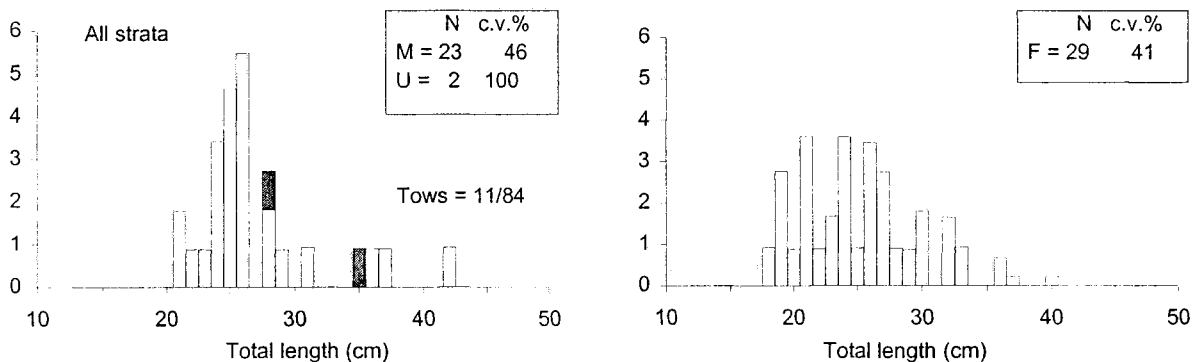 All strata
N c.v.%
M = 23 46
U = 2 100
Tows = 11/84
6
5
4
3
2
1
0
10 20 30 40 50
Total length (cm)
N c.v.%
F = 29 41
6
5
4
3
2
1
0
10 20 30 40 50
Total length (cm)